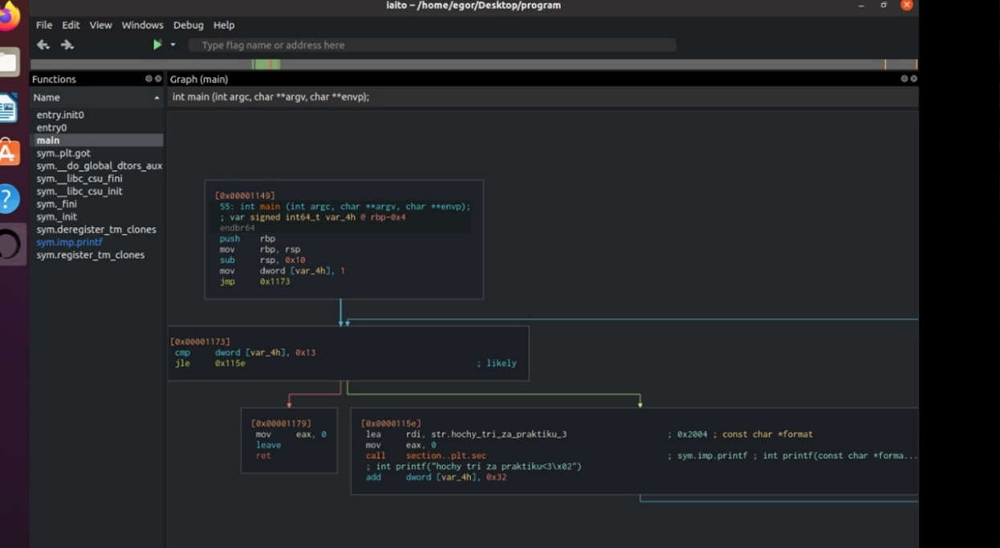 iaito – /home/egor/Desktop/program
File Edit View Windows Debug Help
Type flag name or address here
Functions
Graph (main)
Name
int main (int argc, char **argv, char **envp);
entry.init0
entry0
main
sym..plt.got
sym.__do_global_dtors_aux
sym.__libc_csu_fini
sym.__libc_csu_init
sym._fini
sym._init
sym.deregister_tm_clones
sym.imp.printf
sym.register_tm_clones
[0x00001149]
55: int main (int argc, char **argv, char **envp);
; var signed int64_t var_4h @ rbp-0x4
endbr64
push rbp
mov rbp, rsp
sub rsp, 0x10
mov dword [var_4h], 1
jmp 0x1173
[0x00001173]
cmp dword [var_4h], 0x13
jle 0x115e ; likely
[0x00001179]
mov eax, 0
leave
ret
[0x0000115e]
lea rdi, str.hochy_tri_za_praktiku_3 ; 0x2004 ; const char *format
mov eax, 0
call section..plt.sec ; sym.imp.printf ; int printf(const char *forma...
; int printf("hochy tri za praktiku<3\x02")
add dword [var_4h], 0x32